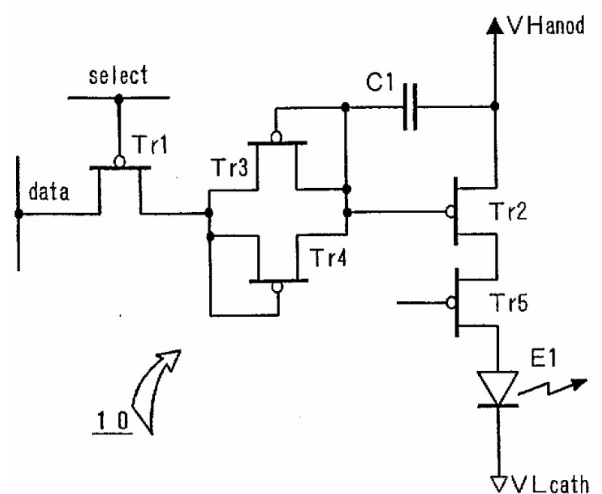 VHanod
select
C1
Tr1
Tr3
data
Tr2
Tr4
Tr5
E1
10
VLcath